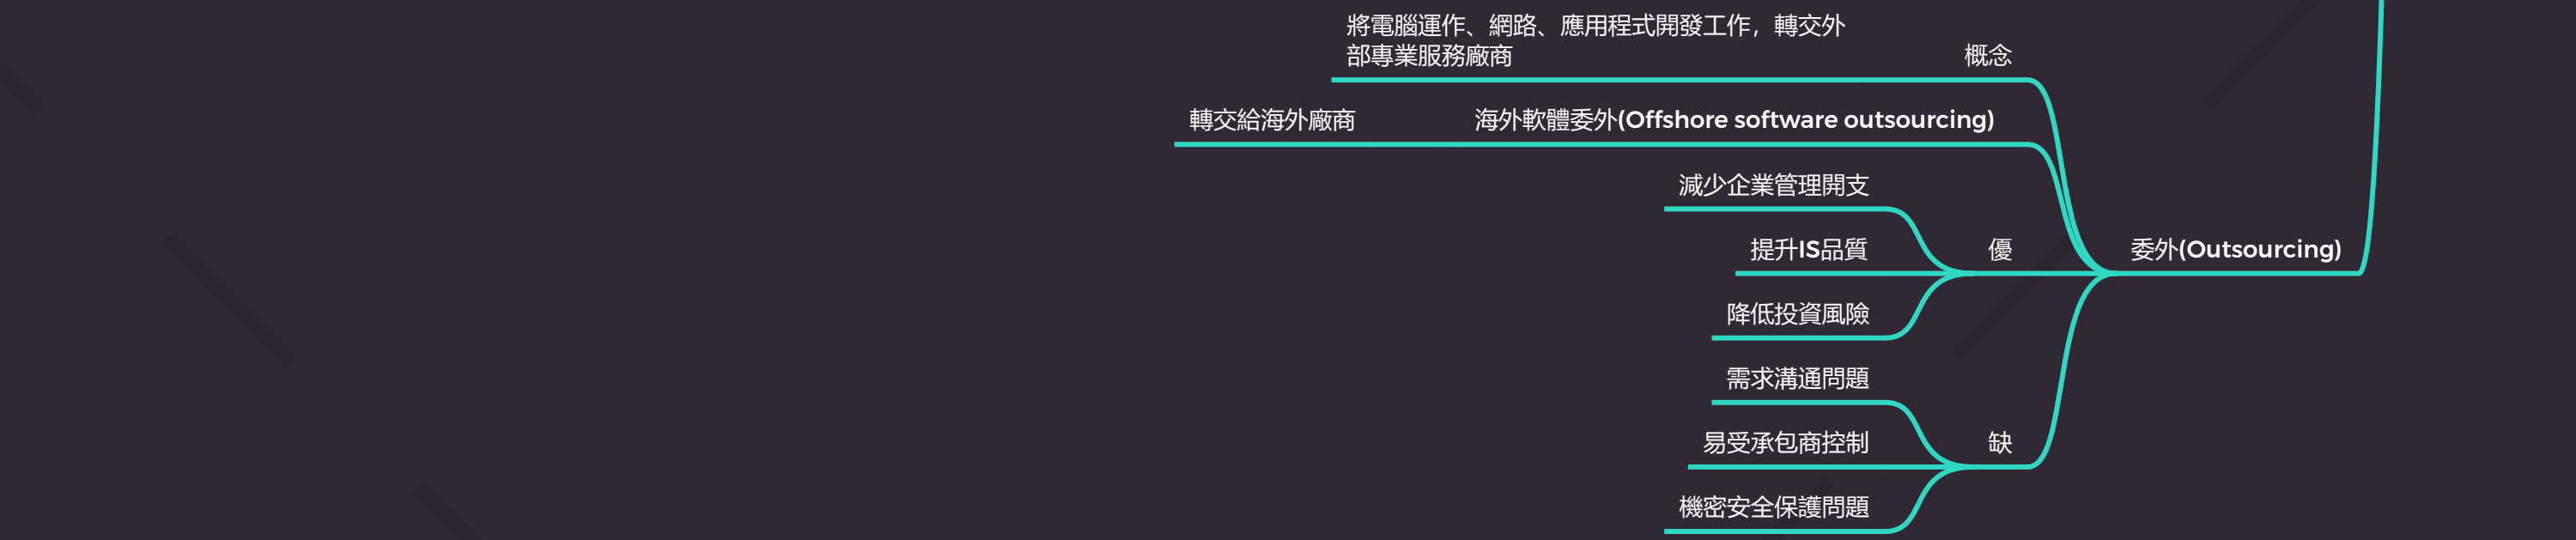 將電腦運作、網路、應用程式開發工作，轉交外
部專業服務廠商
概念
轉交給海外廠商
海外軟體委外(Offshore software outsourcing)
減少企業管理開支
提升IS品質
優
委外(Outsourcing)
降低投資風險
需求溝通問題
易受承包商控制
缺
機密安全保護問題